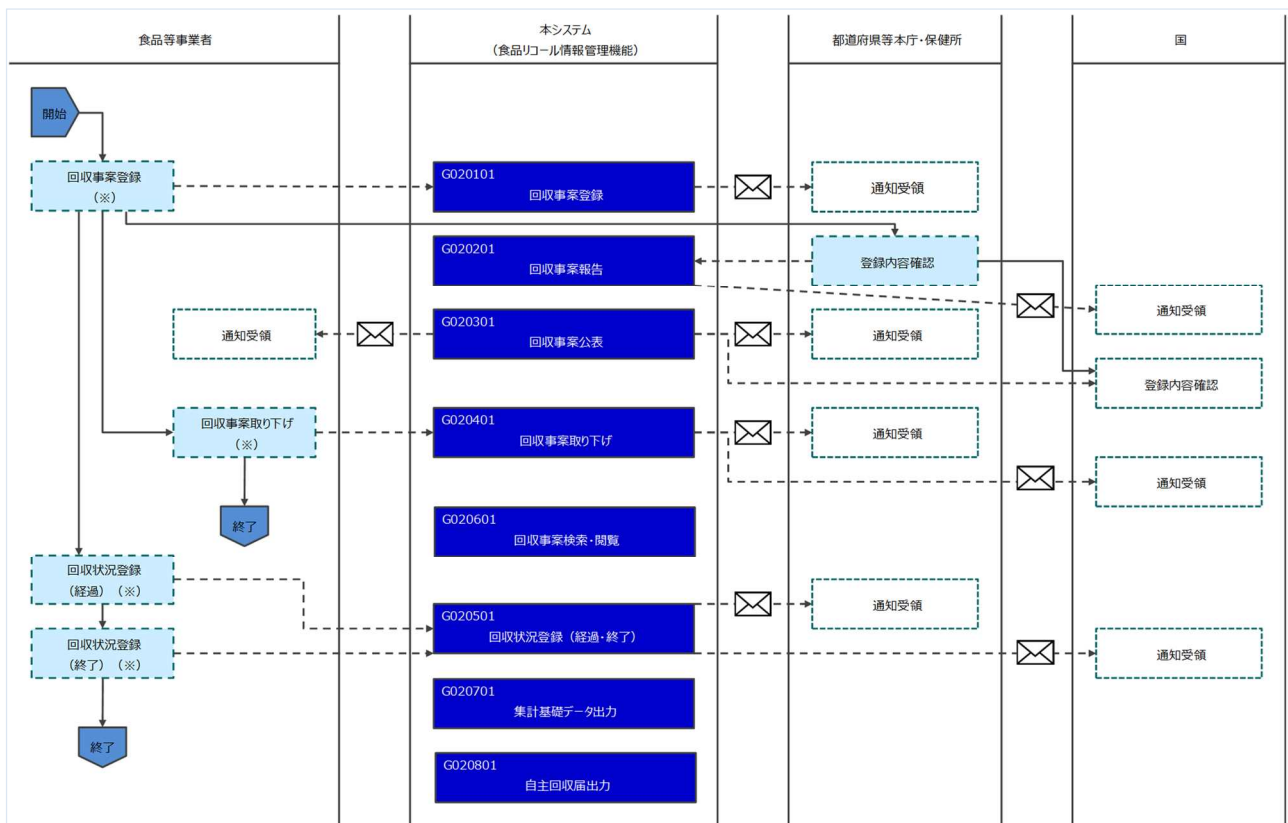 食品等事業者
本システム
（食品リコール情報管理機能）
都道府県等本庁・保健所
国
開始
回収事案登録
（※）
G020101
回収事案登録
通知受領
G020201
回収事案報告
登録内容確認
通知受領
通知受領
G020301
回収事案公表
通知受領
登録内容確認
回収事案取り下げ
（※）
G020401
回収事案取り下げ
通知受領
通知受領
終了
G020601
回収事案検索・閲覧
回収状況登録
（経過）（※）
通知受領
G020501
回収状況登録（経過・終了）
回収状況登録
（終了）（※）
通知受領
G020701
集計基礎データ出力
終了
G020801
自主回収届出力